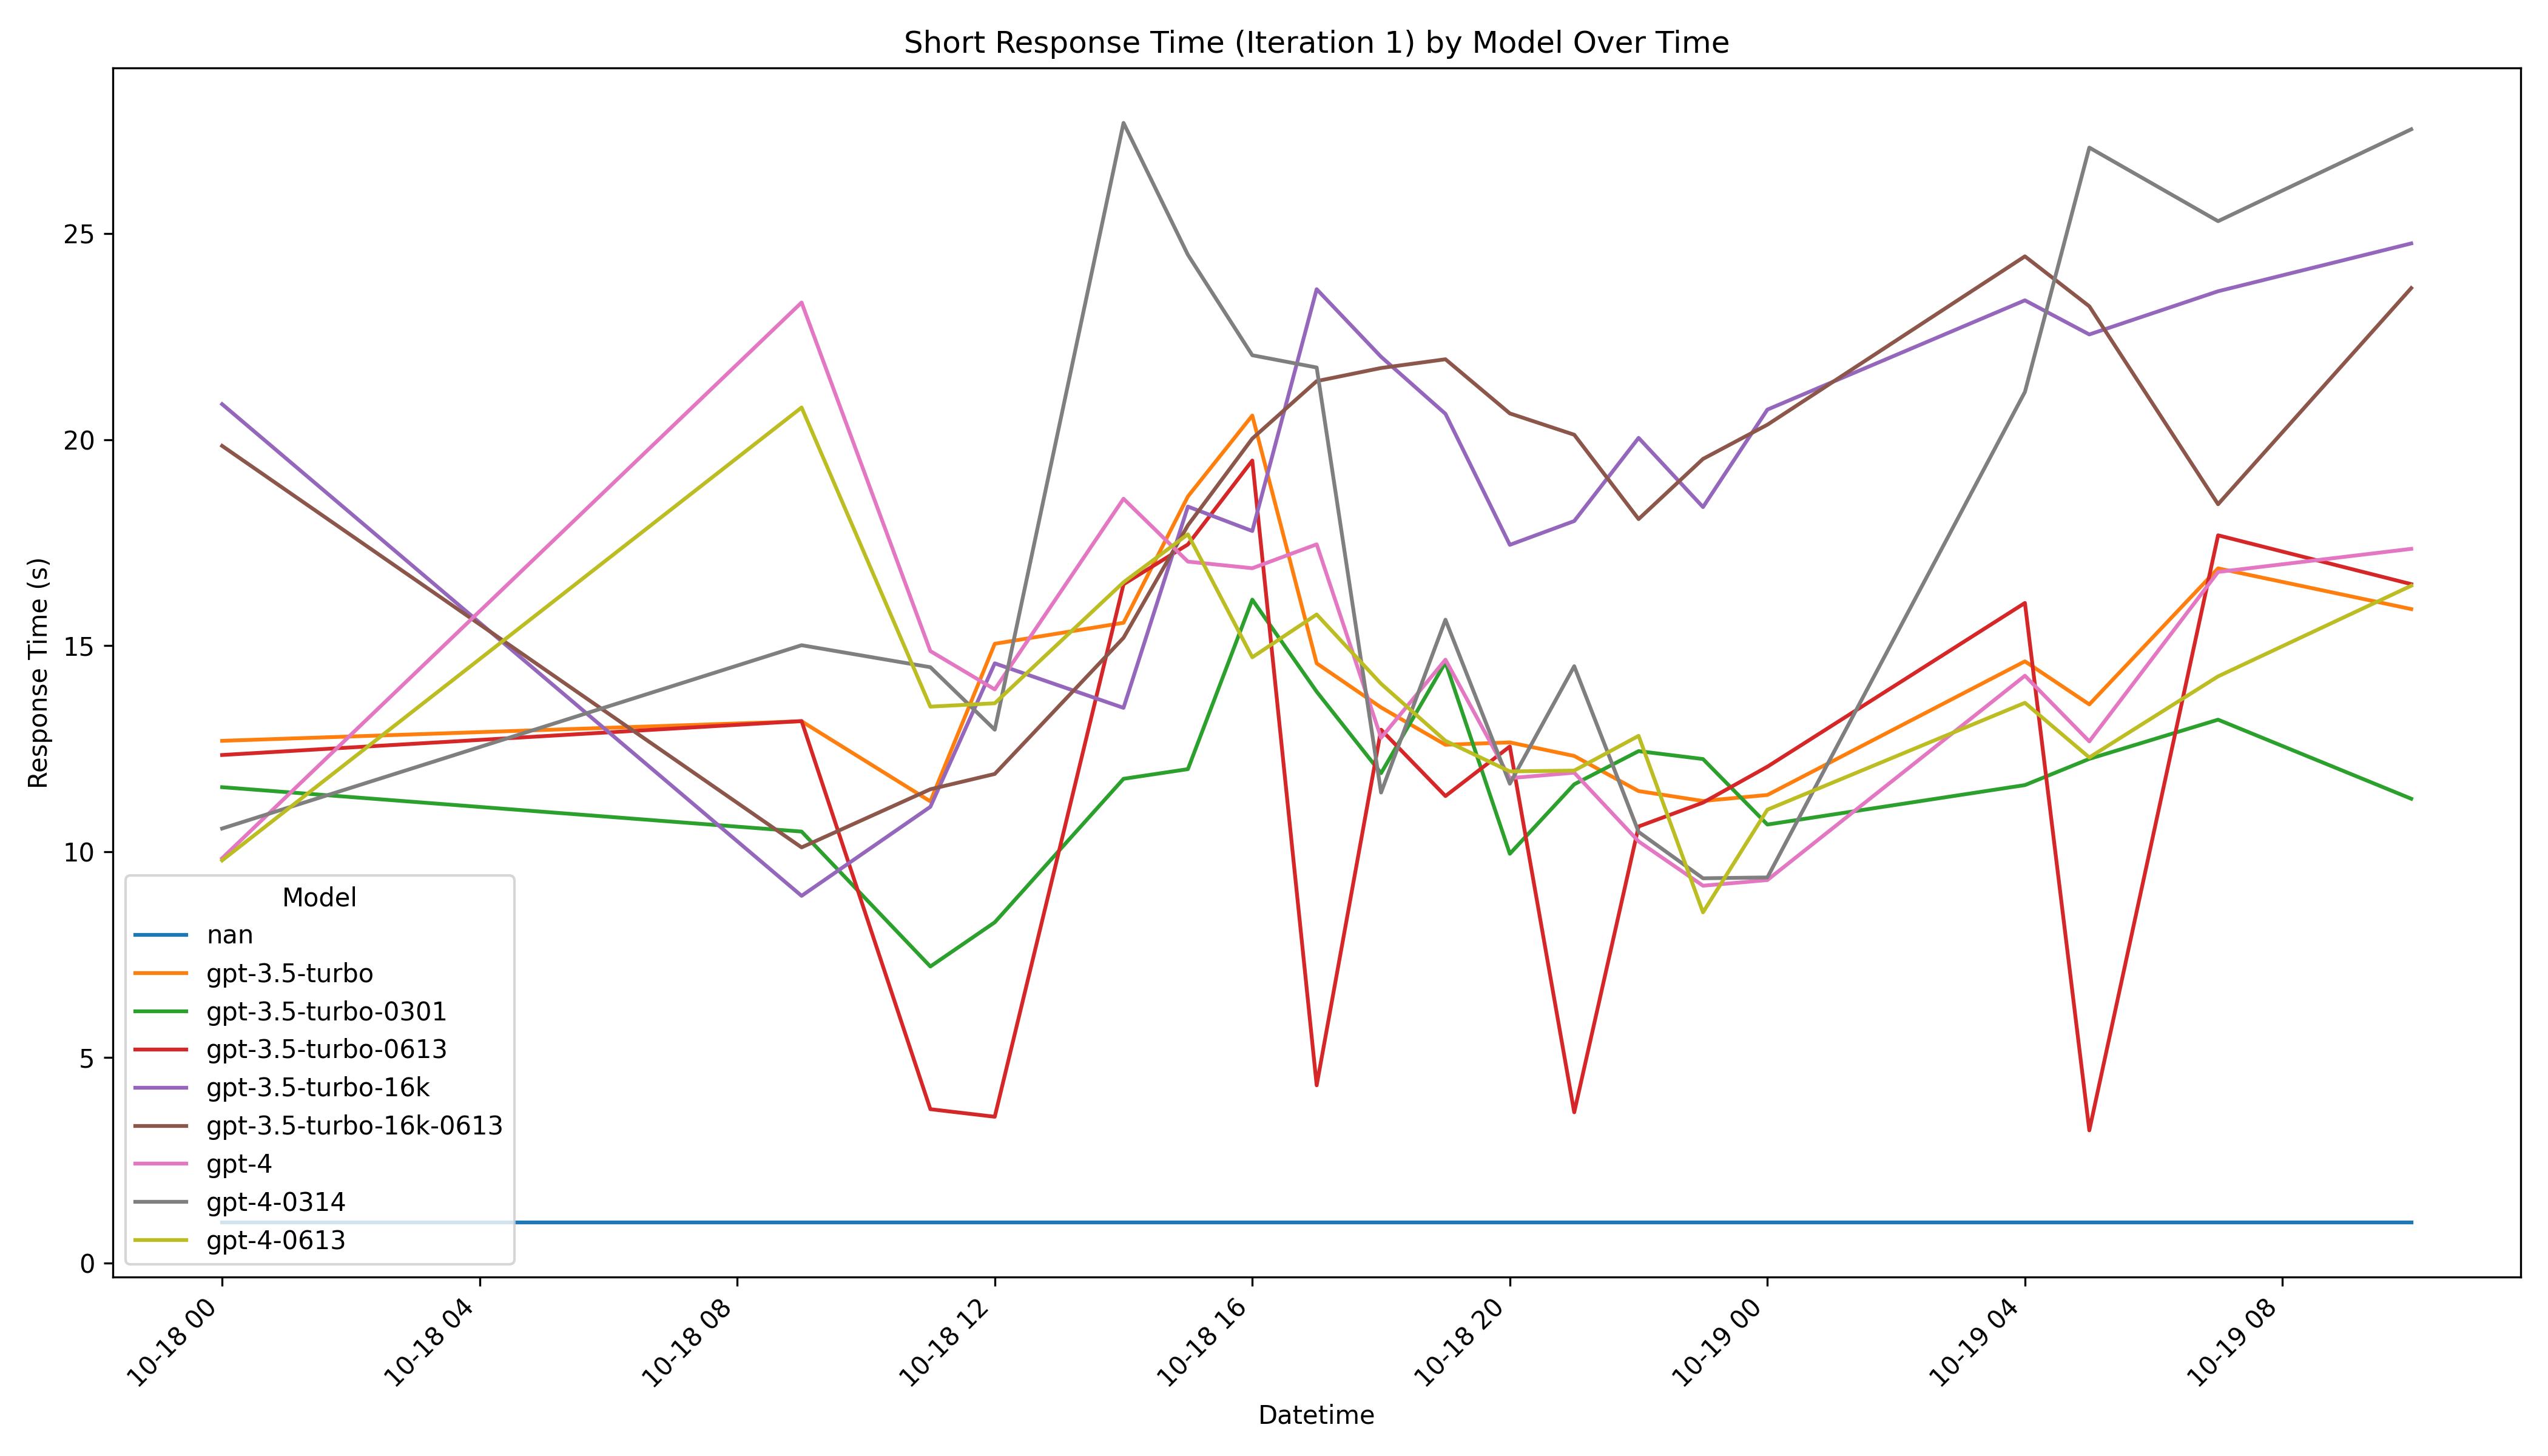 Short Response Time (Iteration 1) by Model Over Time
Response Time (s)
25
20
15
10
5
0
Model
nan
gpt-3.5-turbo
gpt-3.5-turbo-0301
gpt-3.5-turbo-0613
gpt-3.5-turbo-16k
gpt-3.5-turbo-16k-0613
gpt-4
gpt-4-0314
gpt-4-0613
10-18 00
10-18 04
10-18 08
10-18 12
10-18 16
10-18 20
10-19 00
10-19 04
10-19 08
Datetime